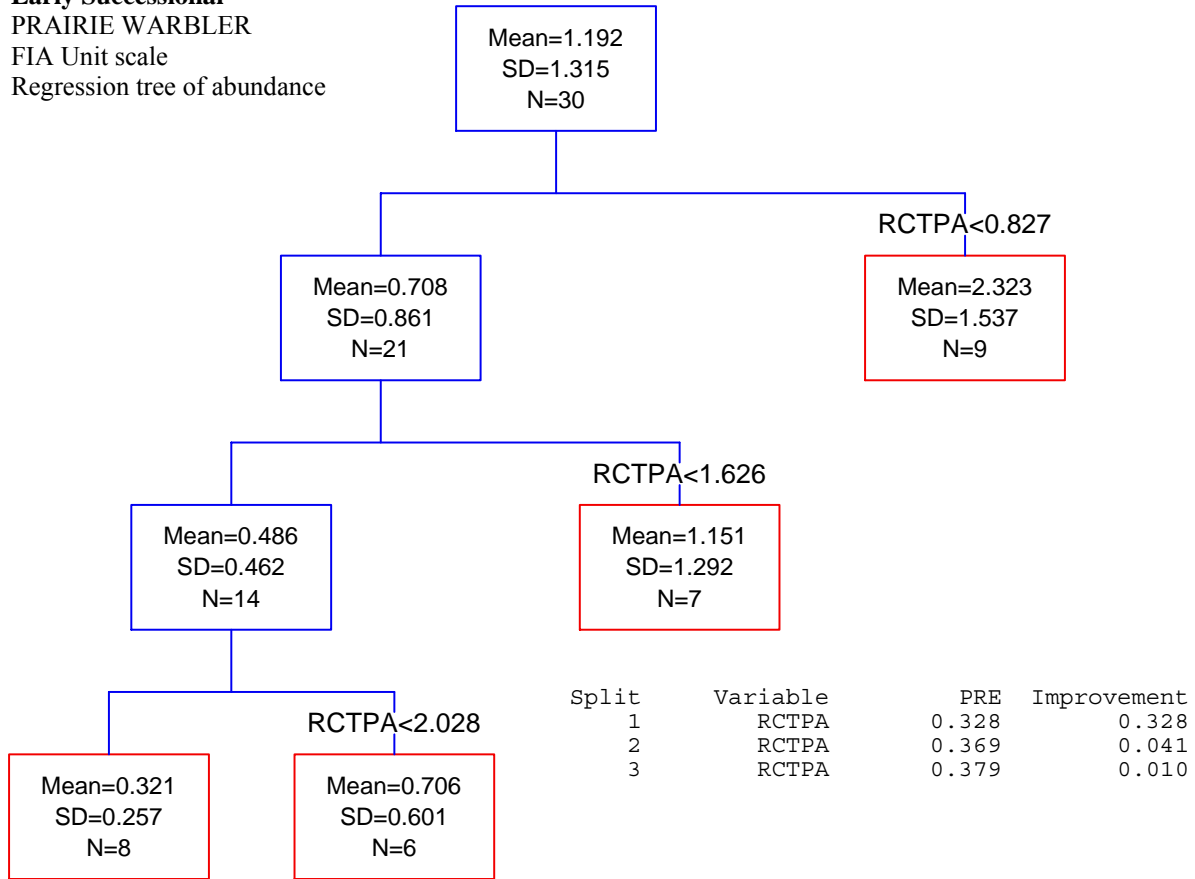 Early Successional
PRAIRIE WARBLER
FIA Unit scale
Regression tree of abundance
Mean=1.192
SD=1.315
N=30
RCTPA<0.827
Mean=0.708
SD=0.861
N=21
Mean=2.323
SD=1.537
N=9
RCTPA<1.626
Mean=0.486
SD=0.462
N=14
Mean=1.151
SD=1.292
N=7
RCTPA<2.028
Mean=0.321
SD=0.257
N=8
Mean=0.706
SD=0.601
N=6
Split Variable PRE Improvement
1 RCTPA 0.328 0.328
2 RCTPA 0.369 0.041
3 RCTPA 0.379 0.010